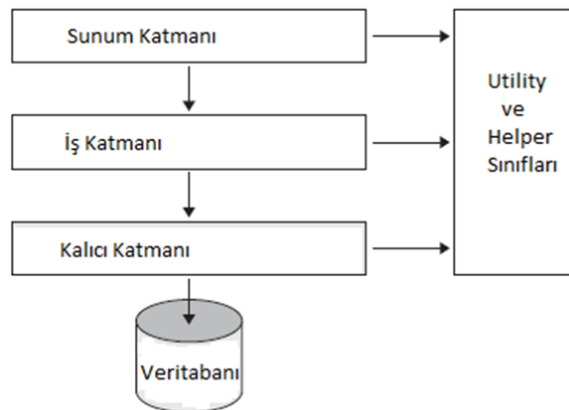 Sunum Katmanı
İş Katmanı
Kalıcı Katmanı
Veritabanı
Utility
ve
Helper
Sınıfları